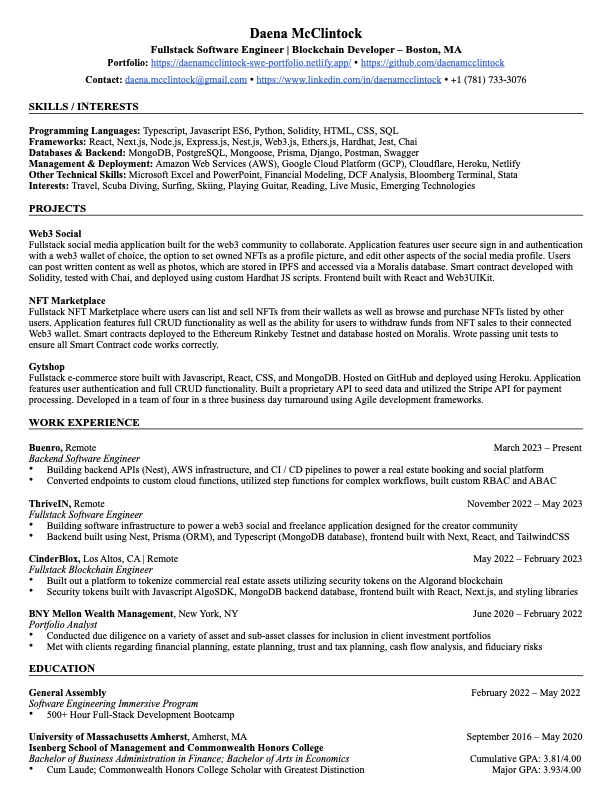 Daena McClintock
Fullstack Software Engineer | Blockchain Developer – Boston, MA
Portfolio: https://daenamcclintock-swe-portfolio.netlify.app/ • https://github.com/daenamcclintock
Contact: daena.mcclintock@gmail.com • https://www.linkedin.com/in/daenamcclintock • +1 (781) 733-3076
SKILLS / INTERESTS
Programming Languages: Typescript, Javascript ES6, Python, Solidity, HTML, CSS, SQL
Frameworks: React, Next.js, Node.js, Express.js, Nest.js, Web3.js, Ethers.js, Hardhat, Jest, Chai
Databases & Backend: MongoDB, PostgreSQL, Mongoose, Prisma, Django, Postman, Swagger
Management & Deployment: Amazon Web Services (AWS), Google Cloud Platform (GCP), Cloudflare, Heroku, Netlify
Other Technical Skills: Microsoft Excel and PowerPoint, Financial Modeling, DCF Analysis, Bloomberg Terminal, Stata
Interests: Travel, Scuba Diving, Surfing, Skiing, Playing Guitar, Reading, Live Music, Emerging Technologies
PROJECTS
Web3 Social
Fullstack social media application built for the web3 community to collaborate. Application features user secure sign in and authentication
with a web3 wallet of choice, the option to set owned NFTs as a profile picture, and edit other aspects of the social media profile. Users
can post written content as well as photos, which are stored in IPFS and accessed via a Moralis database. Smart contract developed with
Solidity, tested with Chai, and deployed using custom Hardhat JS scripts. Frontend built with React and Web3UIKit.
NFT Marketplace
Fullstack NFT Marketplace where users can list and sell NFTs from their wallets as well as browse and purchase NFTs listed by other
users. Application features full CRUD functionality as well as the ability for users to withdraw funds from NFT sales to their connected
Web3 wallet. Smart contracts deployed to the Ethereum Rinkeby Testnet and database hosted on Moralis. Wrote passing unit tests to
ensure all Smart Contract code works correctly.
Gytshop
Fullstack e-commerce store built with Javascript, React, CSS, and MongoDB. Hosted on GitHub and deployed using Heroku. Application
features user authentication and full CRUD functionality. Built a proprietary API to seed data and utilized the Stripe API for payment
processing. Developed in a team of four in a three business day turnaround using Agile development frameworks.
WORK EXPERIENCE
Buenro, Remote March 2023 – Present
Backend Software Engineer
• Building backend APIs (Nest), AWS infrastructure, and CI / CD pipelines to power a real estate booking and social platform
• Converted endpoints to custom cloud functions, utilized step functions for complex workflows, built custom RBAC and ABAC
ThriveIN, Remote November 2022 – May 2023
Fullstack Software Engineer
• Building software infrastructure to power a web3 social and freelance application designed for the creator community
• Backend built using Nest, Prisma (ORM), and Typescript (MongoDB database), frontend built with Next, React, and TailwindCSS
CinderBlox, Los Altos, CA | Remote May 2022 – February 2023
Fullstack Blockchain Engineer
• Built out a platform to tokenize commercial real estate assets utilizing security tokens on the Algorand blockchain
• Security tokens built with Javascript AlgoSDK, MongoDB backend database, frontend built with React, Next.js, and styling libraries
BNY Mellon Wealth Management, New York, NY June 2020 – February 2022
Portfolio Analyst
• Conducted due diligence on a variety of asset and sub-asset classes for inclusion in client investment portfolios
• Met with clients regarding financial planning, estate planning, trust and tax planning, cash flow analysis, and fiduciary risks
EDUCATION
General Assembly February 2022 – May 2022
Software Engineering Immersive Program
• 500+ Hour Full-Stack Development Bootcamp
University of Massachusetts Amherst, Amherst, MA September 2016 – May 2020
Isenberg School of Management and Commonwealth Honors College
Bachelor of Business Administration in Finance; Bachelor of Arts in Economics Cumulative GPA: 3.81/4.00
• Cum Laude; Commonwealth Honors College Scholar with Greatest Distinction Major GPA: 3.93/4.00